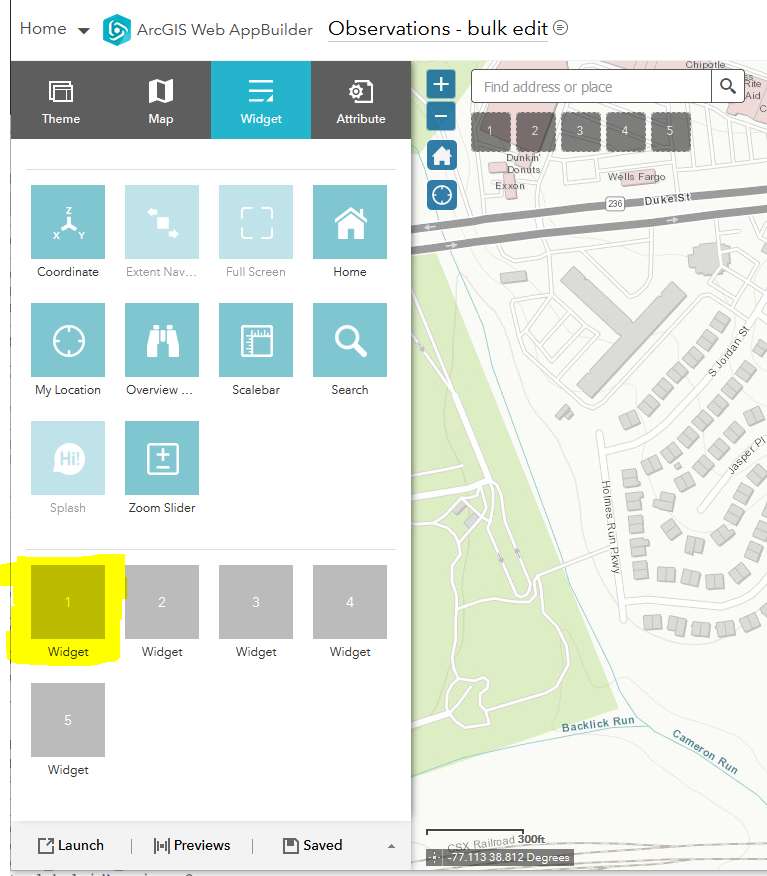 Home ArcGIS Web AppBuilder Observations - bulk edit
Theme Map Widget Attribute
Coordinate Extent Nav... Full Screen Home
My Location Overview ... Scalebar Search
Hi!
Splash Zoom Slider
1 2 3 4
Widget Widget Widget Widget
5
Widget
Launch Previews Saved
Find address or place
1 2 3 4 5
Chipotle
Rite
Aid
Dunkin'
Donuts
Exxon
Wells Fargo
236 Duke St
S Jordan St
Jasper Pl
Holmes Run Pkwy
Backlick Run
Cameron Run
CSX Railroad 300ft
-77.113 38.812 Degrees
X Y Z